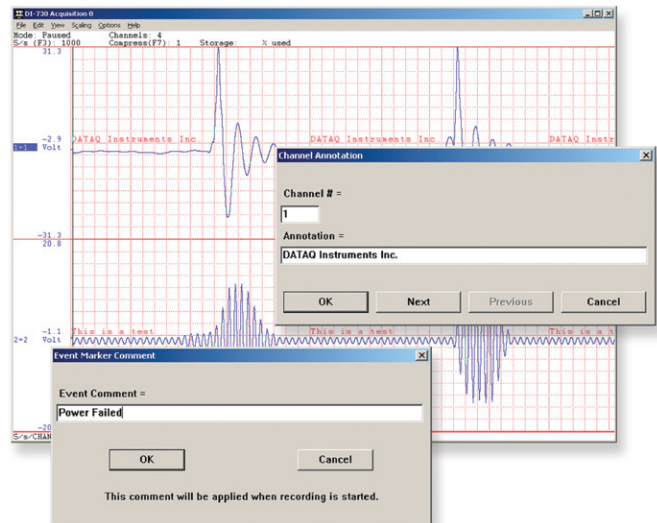 DI-730 Acquisition 0
File Edit View Scaling Options Help
Mode: Paused Channels: 4
S/s (F3): 1000 Compress(F7): 1 Storage: % used
31.3
DATAQ Instruments Inc DATAQ Instruments Inc DATAQ Instr
-2.9
1-1 Volt
-31.3
20.8
Channel Annotation
Channel # =
1
Annotation =
DATAQ Instruments Inc.
OK Next Previous Cancel
This is a test This is a test This is a t
-1.1
2=2 Volt
-20
S/s/CHAN
Event Marker Comment
Event Comment =
Power Failed
OK Cancel
This comment will be applied when recording is started.